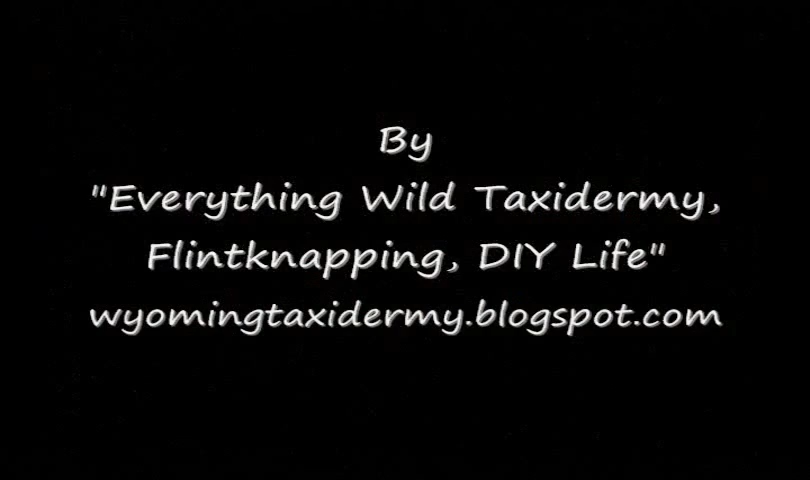 By
"Everything Wild Taxidermy,
Flintknapping, DIY Life"
wyomingtaxidermy.blogspot.com